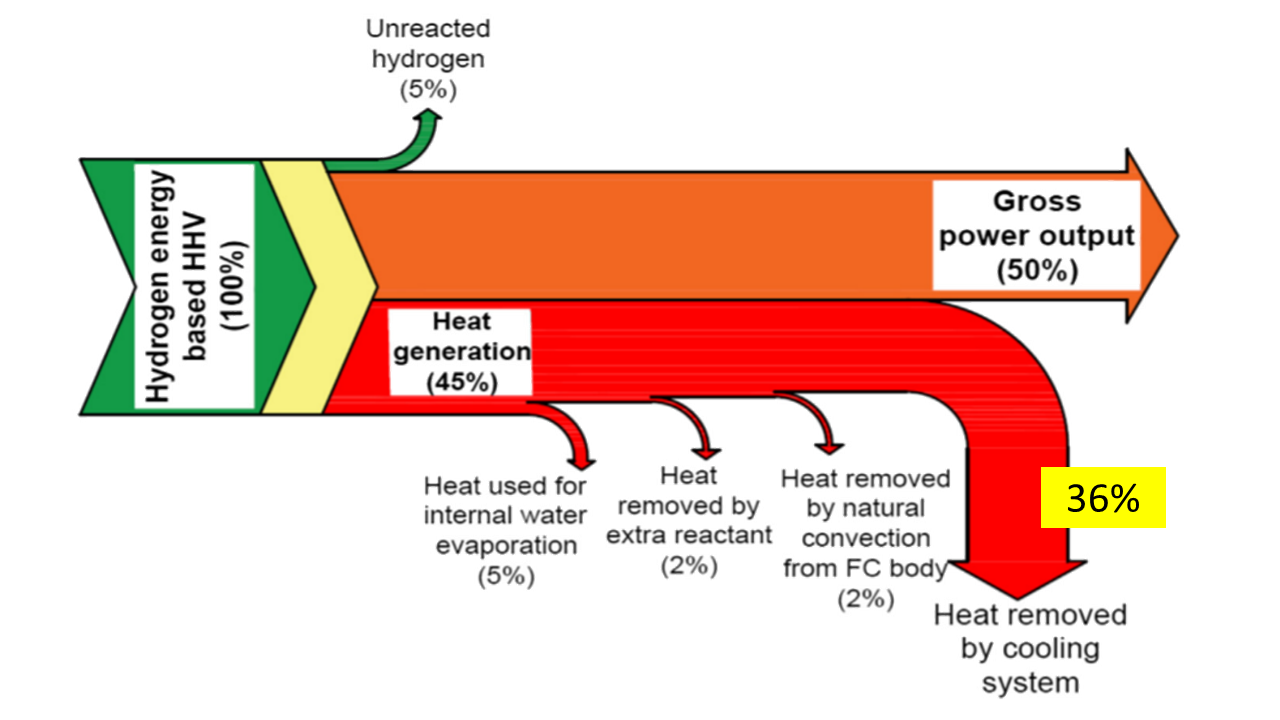 Unreacted
hydrogen
(5%)
Hydrogen energy
based HHV
(100%)
Gross
power output
(50%)
Heat
generation
(45%)
Heat used for
internal water
evaporation
(5%)
Heat
removed by
extra reactant
(2%)
Heat removed
by natural
convection
from FC body
(2%)
36%
Heat removed
by cooling
system